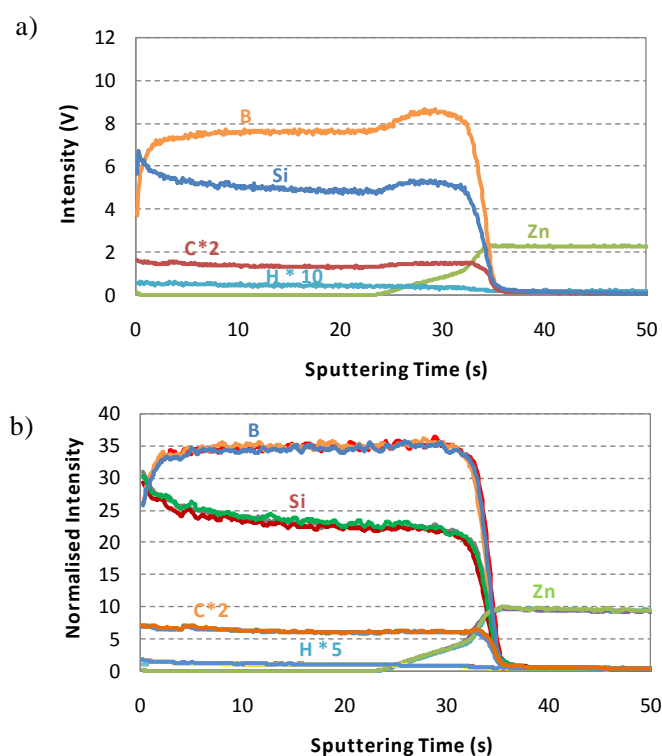 a)
12
10
8
6
4
2
0
Intensity (V)
B
Si
Zn
C*2
H * 10
0 10 20 30 40 50
Sputtering Time (s)
b)
40
35
30
25
20
15
10
5
0
Normalised Intensity
B
Si
Zn
C*2
H * 5
0 10 20 30 40 50
Sputtering Time (s)